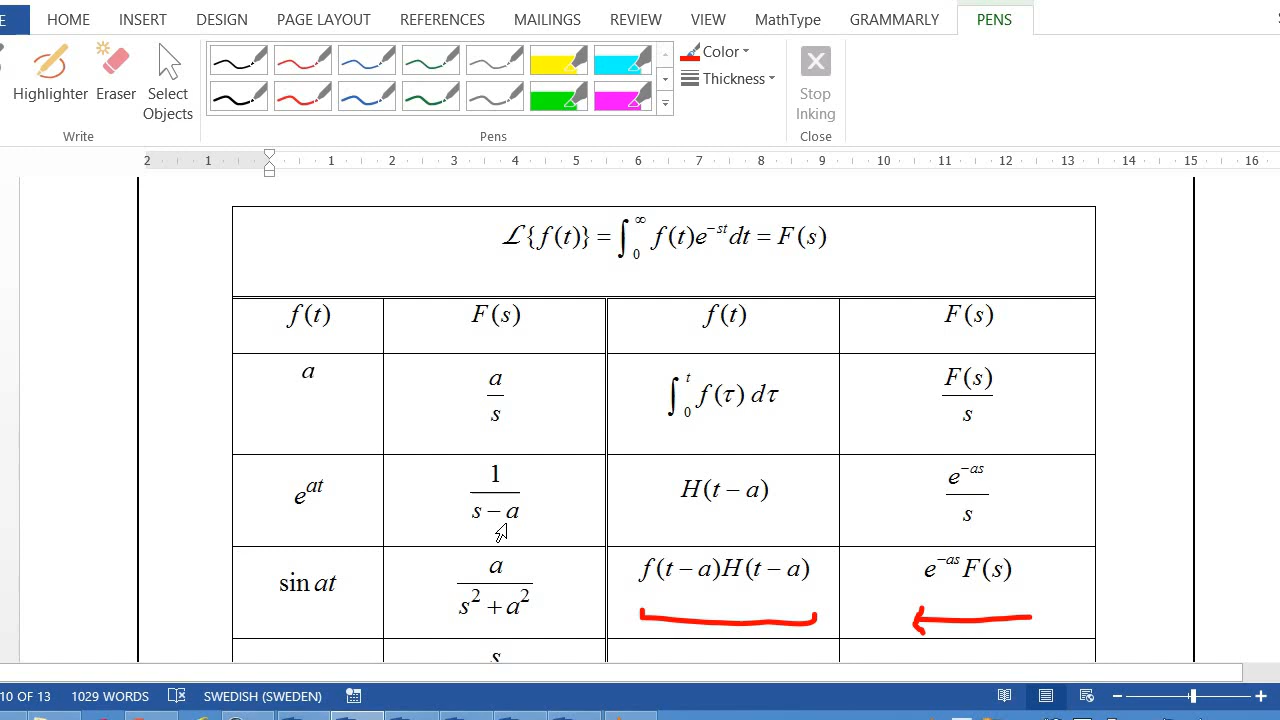 E HOME INSERT DESIGN PAGE LAYOUT REFERENCES MAILINGS REVIEW VIEW MathType GRAMMARLY PENS
Color
Highlighter Eraser Select Objects
Thickness
Stop Inking
Write Pens Close
2 1 1 2 3 4 5 6 7 8 9 10 11 12 13 14 15 16
ℒ{f(t)} = ∫₀^∞ f(t)e^{−st}dt = F(s)
f(t) F(s) f(t) F(s)
a a/s ∫₀^t f(τ) dτ F(s)/s
e^{at} 1/(s − a) H(t − a) e^{−as}/s
sin at a/(s² + a²) f(t − a)H(t − a) e^{−as}F(s)
s
10 OF 13 1029 WORDS SWEDISH (SWEDEN)